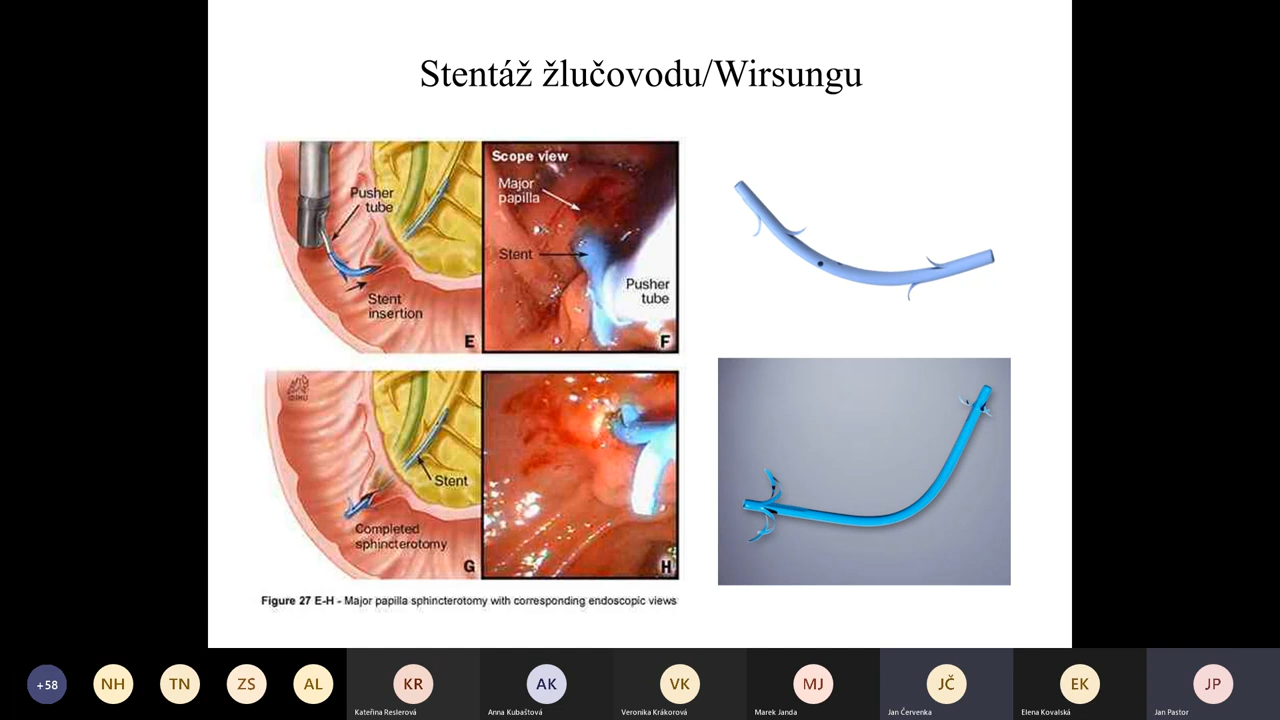 Stentáž žlučovodu/Wirsungu
Pusher
tube
Stent
insertion
E
Scope view
Major
papilla
Stent
Pusher
tube
F
Stent
Completed
sphincterotomy
G
H
Figure 27 E-H - Major papilla sphincterotomy with corresponding endoscopic views
+58
NH
TN
ZS
AL
KR
Kateřina Reslerová
AK
Anna Kubaštová
VK
Veronika Krákorová
MJ
Marek Janda
JČ
Jan Červenka
EK
Elena Kovalská
JP
Jan Pastor